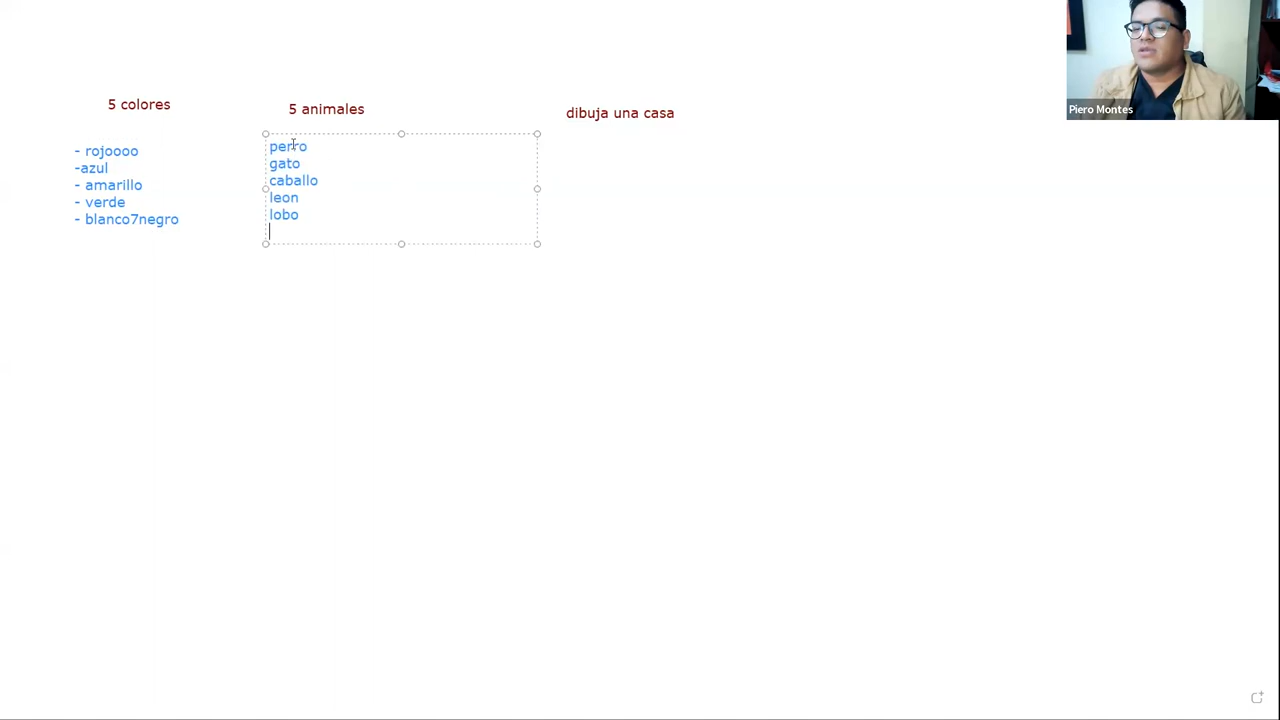 5 colores
- rojoooo
-azul
- amarillo
- verde
- blanco7negro
5 animales
perro
gato
caballo
leon
lobo
dibuja una casa
Piero Montes